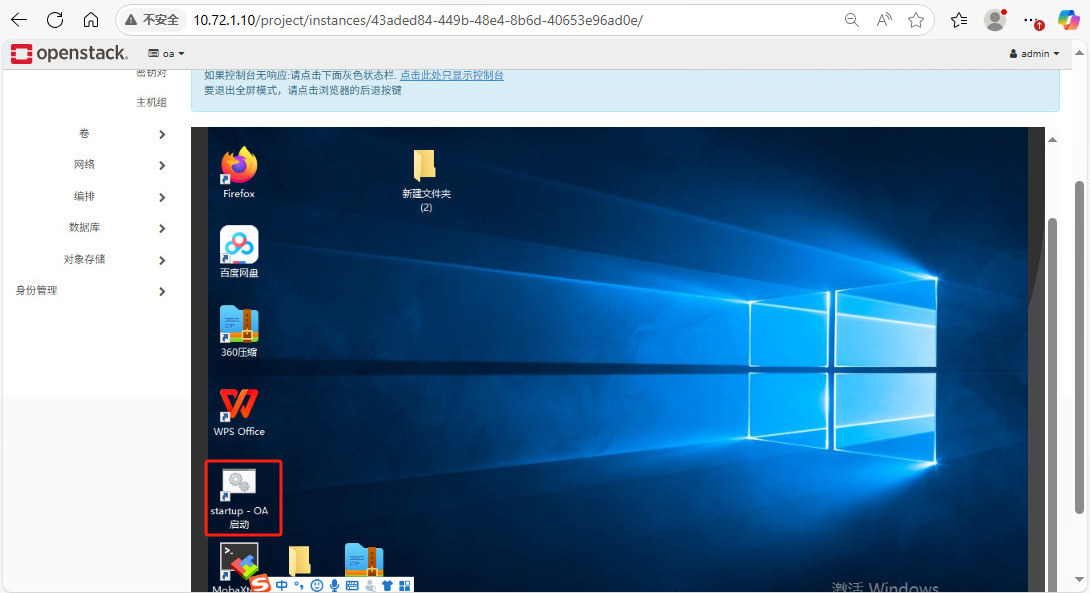 不安全 10.72.1.10/project/instances/43aded84-449b-48e4-8b6d-40653e96ad0e/
openstack. oa admin
密钥对
主机组
卷
网络
编排
数据库
对象存储
身份管理
如果控制台无响应:请点击下面灰色状态栏. 点击此处只显示控制台
要退出全屏模式，请点击浏览器的后退按键
Firefox
新建文件夹
(2)
百度网盘
360压缩
WPS Office
startup - OA
启动
中
激活 Windows